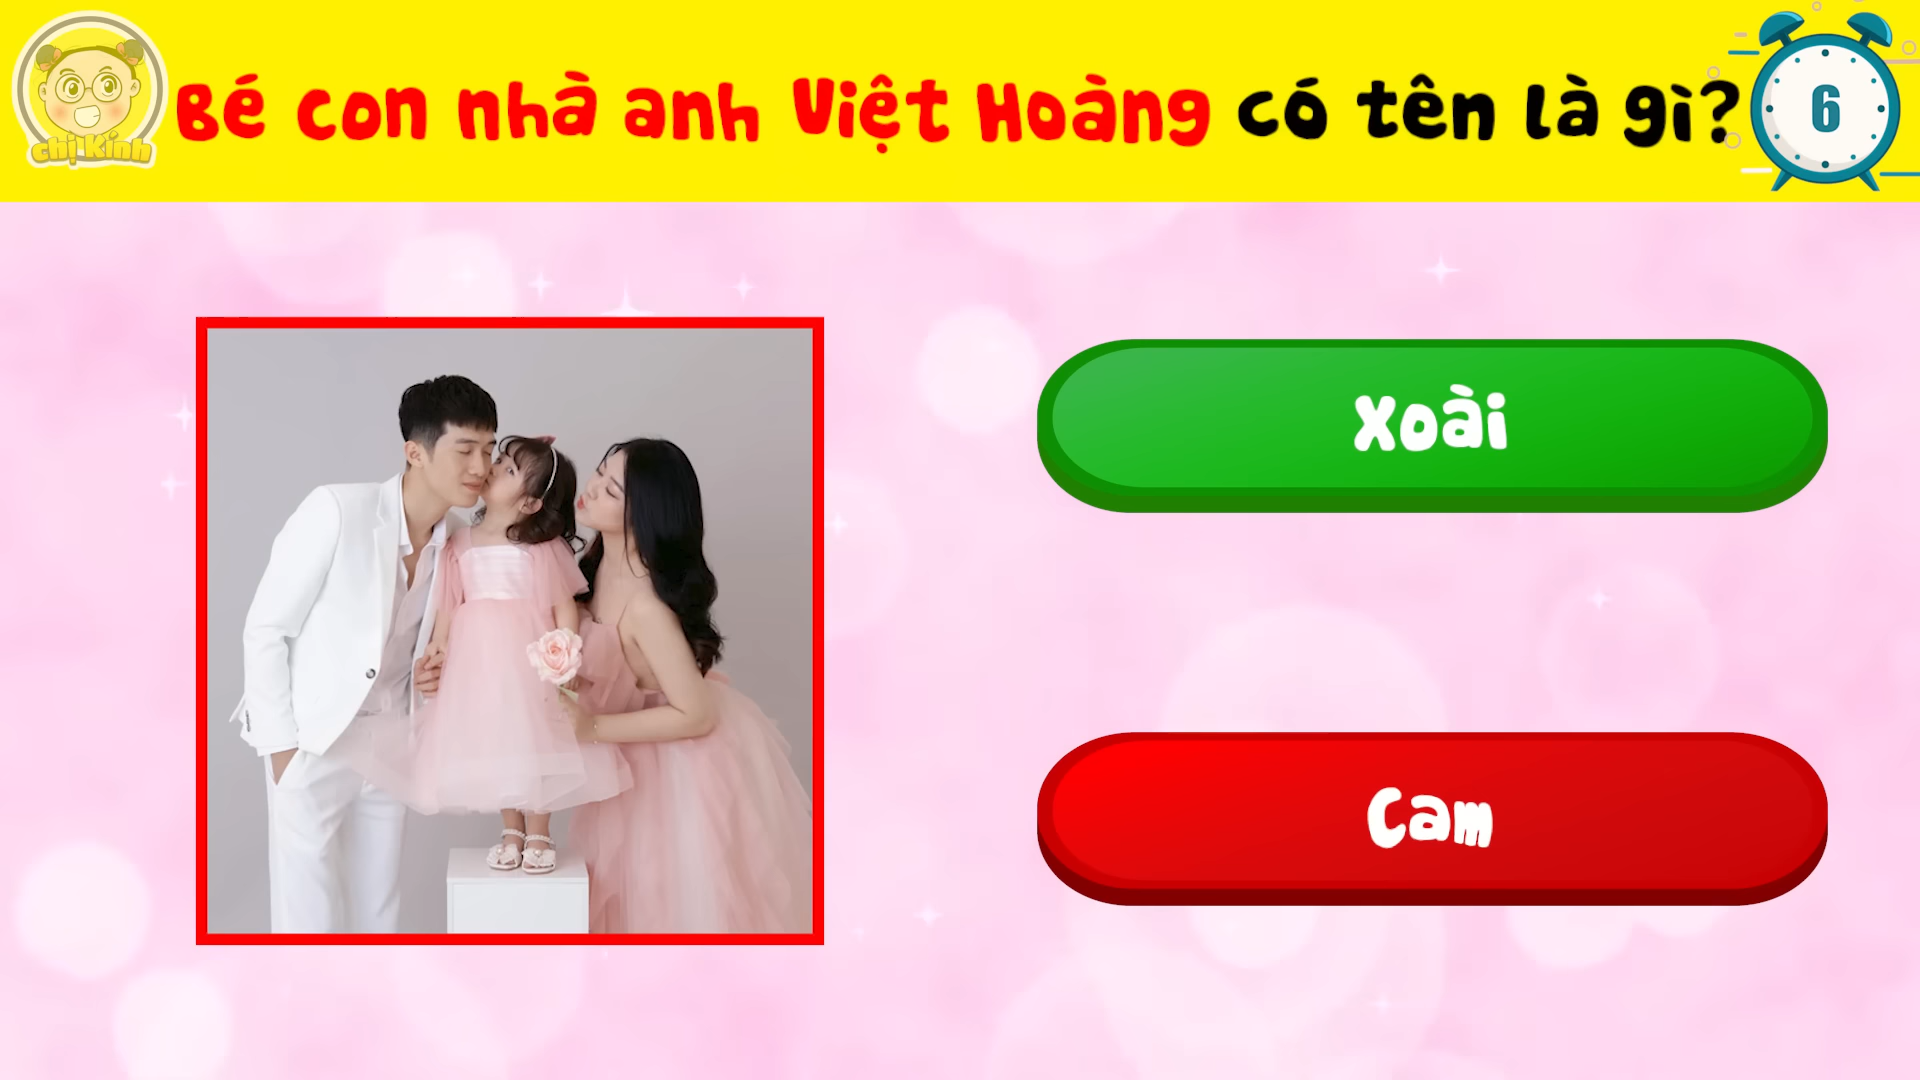 Bé con nhà anh Việt Hoàng có tên là gì?
6
chị Kính
Xoài
Cam